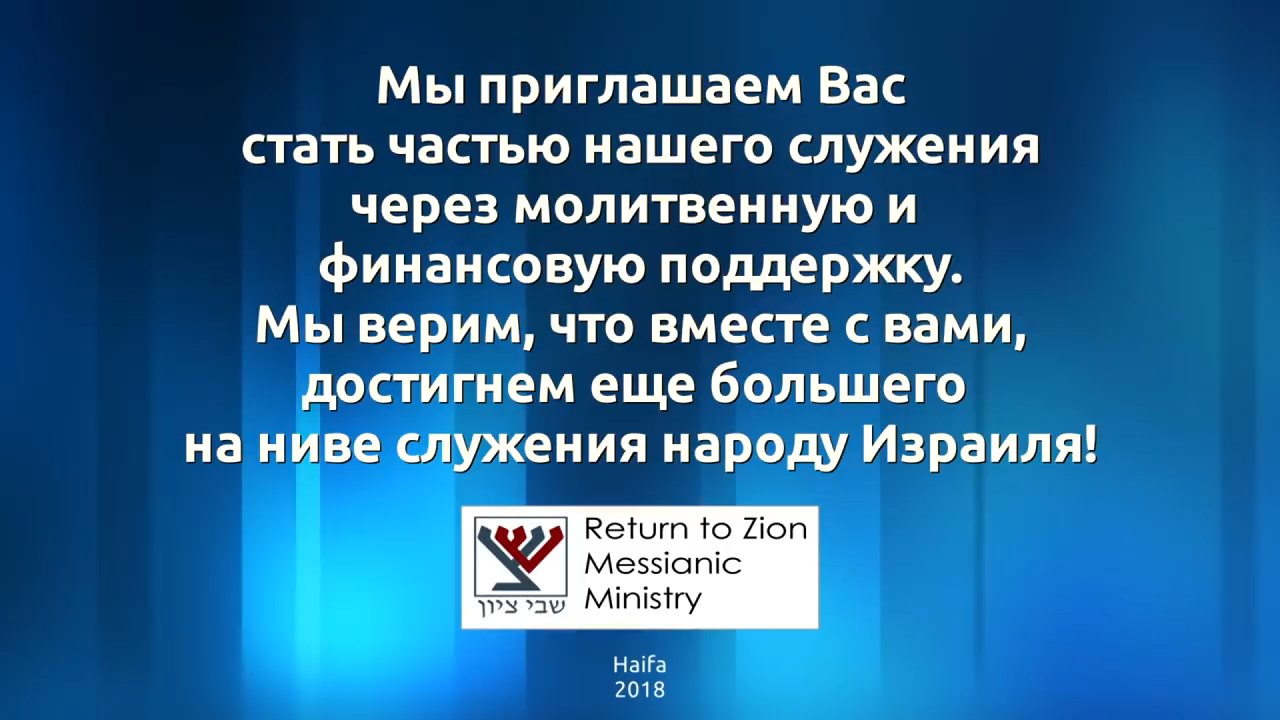 Мы приглашаем Вас
стать частью нашего служения
через молитвенную и
финансовую поддержку.
Мы верим, что вместе с вами,
достигнем еще большего
на ниве служения народу Израиля!
Return to Zion
Messianic
Ministry
שבי ציון
Haifa
2018